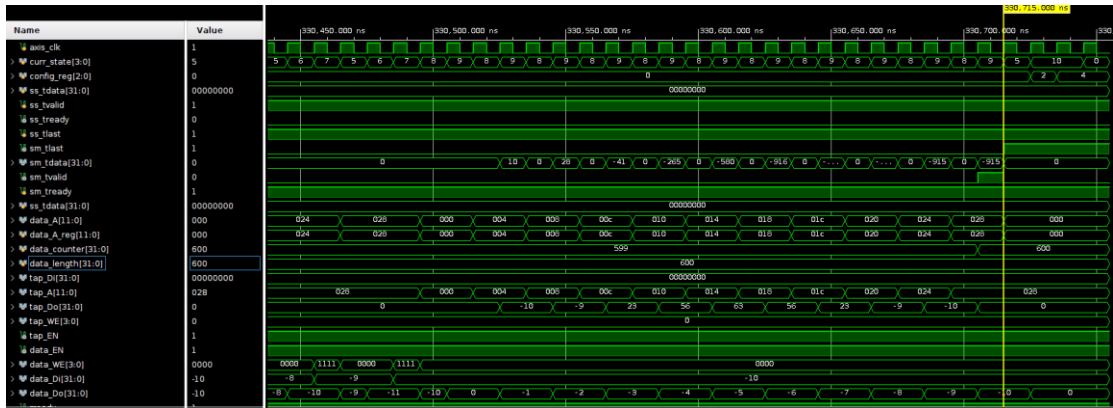 330,715.000 ns
Name Value 330,450.000 ns 330,500.000 ns 330,550.000 ns 330,600.000 ns 330,650.000 ns 330,700.000 ns 330
axis_clk 1
curr_state[3:0] 5 5 6 7 5 6 7 8 9 8 9 8 9 8 9 8 9 8 9 8 9 8 9 8 9 8 9 8 9 5 10 0
config_reg[2:0] 0 0 2 4
ss_tdata[31:0] 00000000 00000000
ss_tvalid 1
ss_tready 0
ss_tlast 1
sm_tlast 1
sm_tdata[31:0] 0 0 10 0 28 0 -41 0 -265 0 -580 0 -916 0 -... 0 -... 0 -915 0 -915 0
sm_tvalid 0
sm_tready 1
ss_tdata[31:0] 00000000 00000000
data_A[11:0] 000 024 028 000 004 008 00c 010 014 018 01c 020 024 028 000
data_A_reg[11:0] 000 024 028 000 004 008 00c 010 014 018 01c 020 024 028 000
data_counter[31:0] 600 599 600
data_length[31:0] 600 600
tap_Di[31:0] 00000000 00000000
tap_A[11:0] 028 028 000 004 008 00c 010 014 018 01c 020 024 028
tap_Do[31:0] 0 0 -10 -9 23 56 63 56 23 -9 -10 0
tap_WE[3:0] 0 0
tap_EN 1
data_EN 1
data_WE[3:0] 0000 0000 1111 0000 1111 0000
data_Di[31:0] -10 -8 -9 -10
data_Do[31:0] -10 -8 -10 -9 -11 -10 0 -1 -2 -4 -5 -6 -7 -8 -9 -10 0